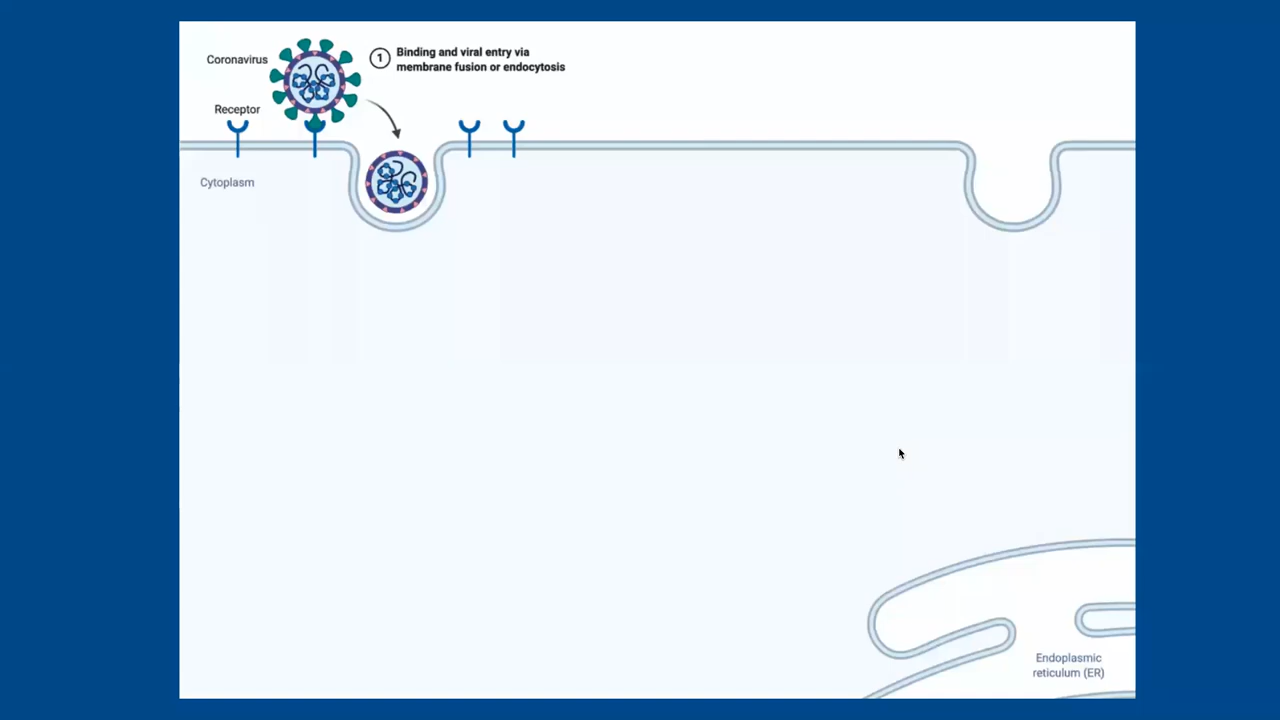 Coronavirus
1
Binding and viral entry via
membrane fusion or endocytosis
Receptor
Cytoplasm
Endoplasmic
reticulum (ER)